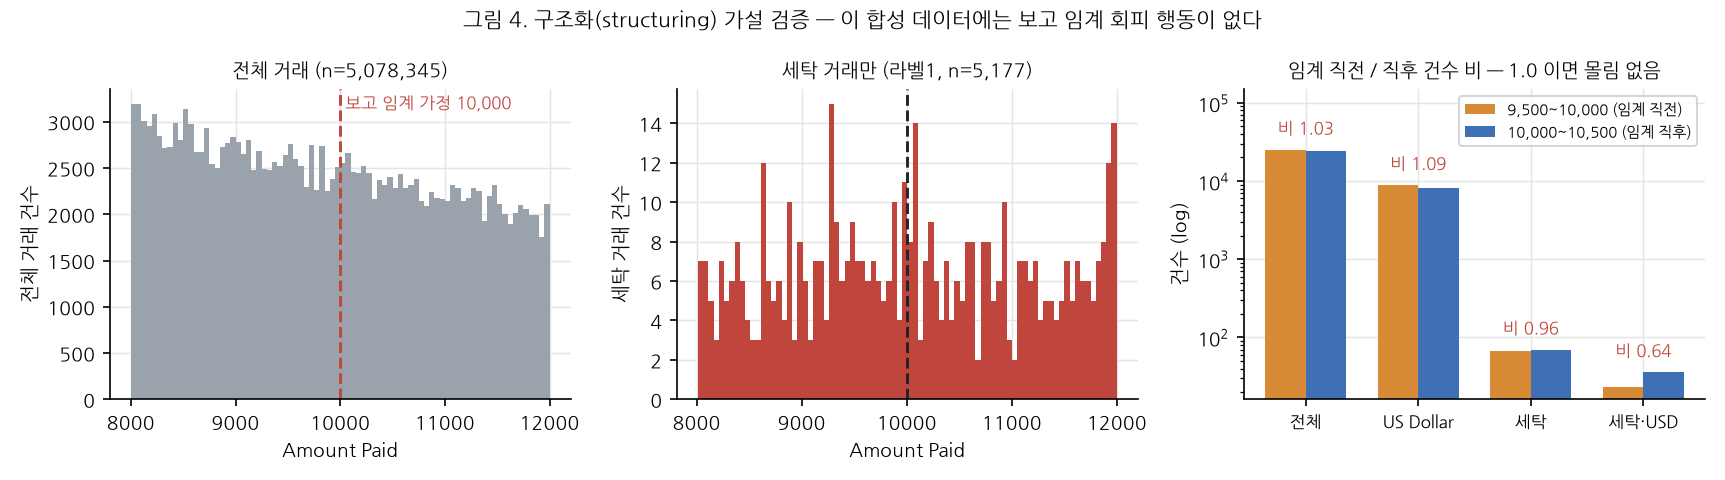 그림 4. 구조화(structuring) 가설 검증 — 이 합성 데이터에는 보고 임계 회피 행동이 없다
전체 거래 (n=5,078,345)
전체 거래 건수
3000
2500
2000
1500
1000
500
0
보고 임계 가정 10,000
8000 9000 10000 11000 12000
Amount Paid
세탁 거래만 (라벨1, n=5,177)
세탁 거래 건수
14
12
10
8
6
4
2
0
8000 9000 10000 11000 12000
Amount Paid
임계 직전 / 직후 건수 비 — 1.0 이면 몰림 없음
건수 (log)
10⁵
10⁴
10³
10²
9,500~10,000 (임계 직전)
10,000~10,500 (임계 직후)
비 1.03
비 1.09
비 0.96
비 0.64
전체 US Dollar 세탁 세탁·USD